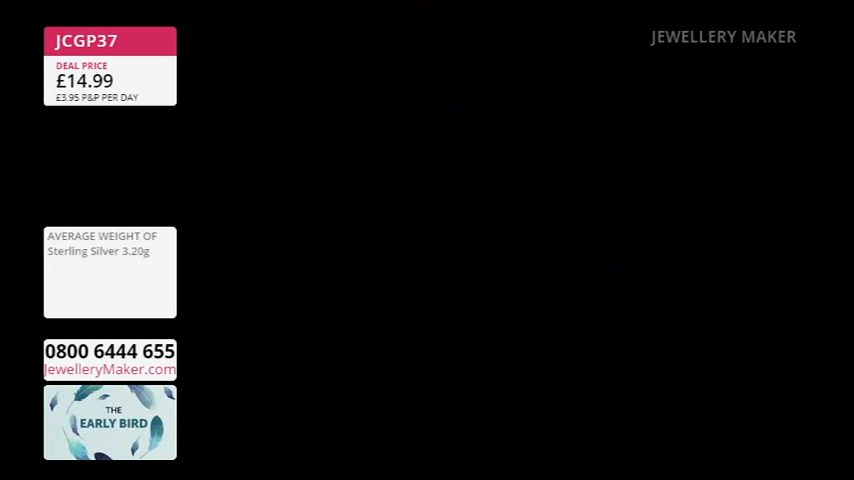 JCGP37
DEAL PRICE
£14.99
£3.95 P&P PER DAY
JEWELLERY MAKER
AVERAGE WEIGHT OF
Sterling Silver 3.20g
0800 6444 655
JewelleryMaker.com
THE
EARLY BIRD